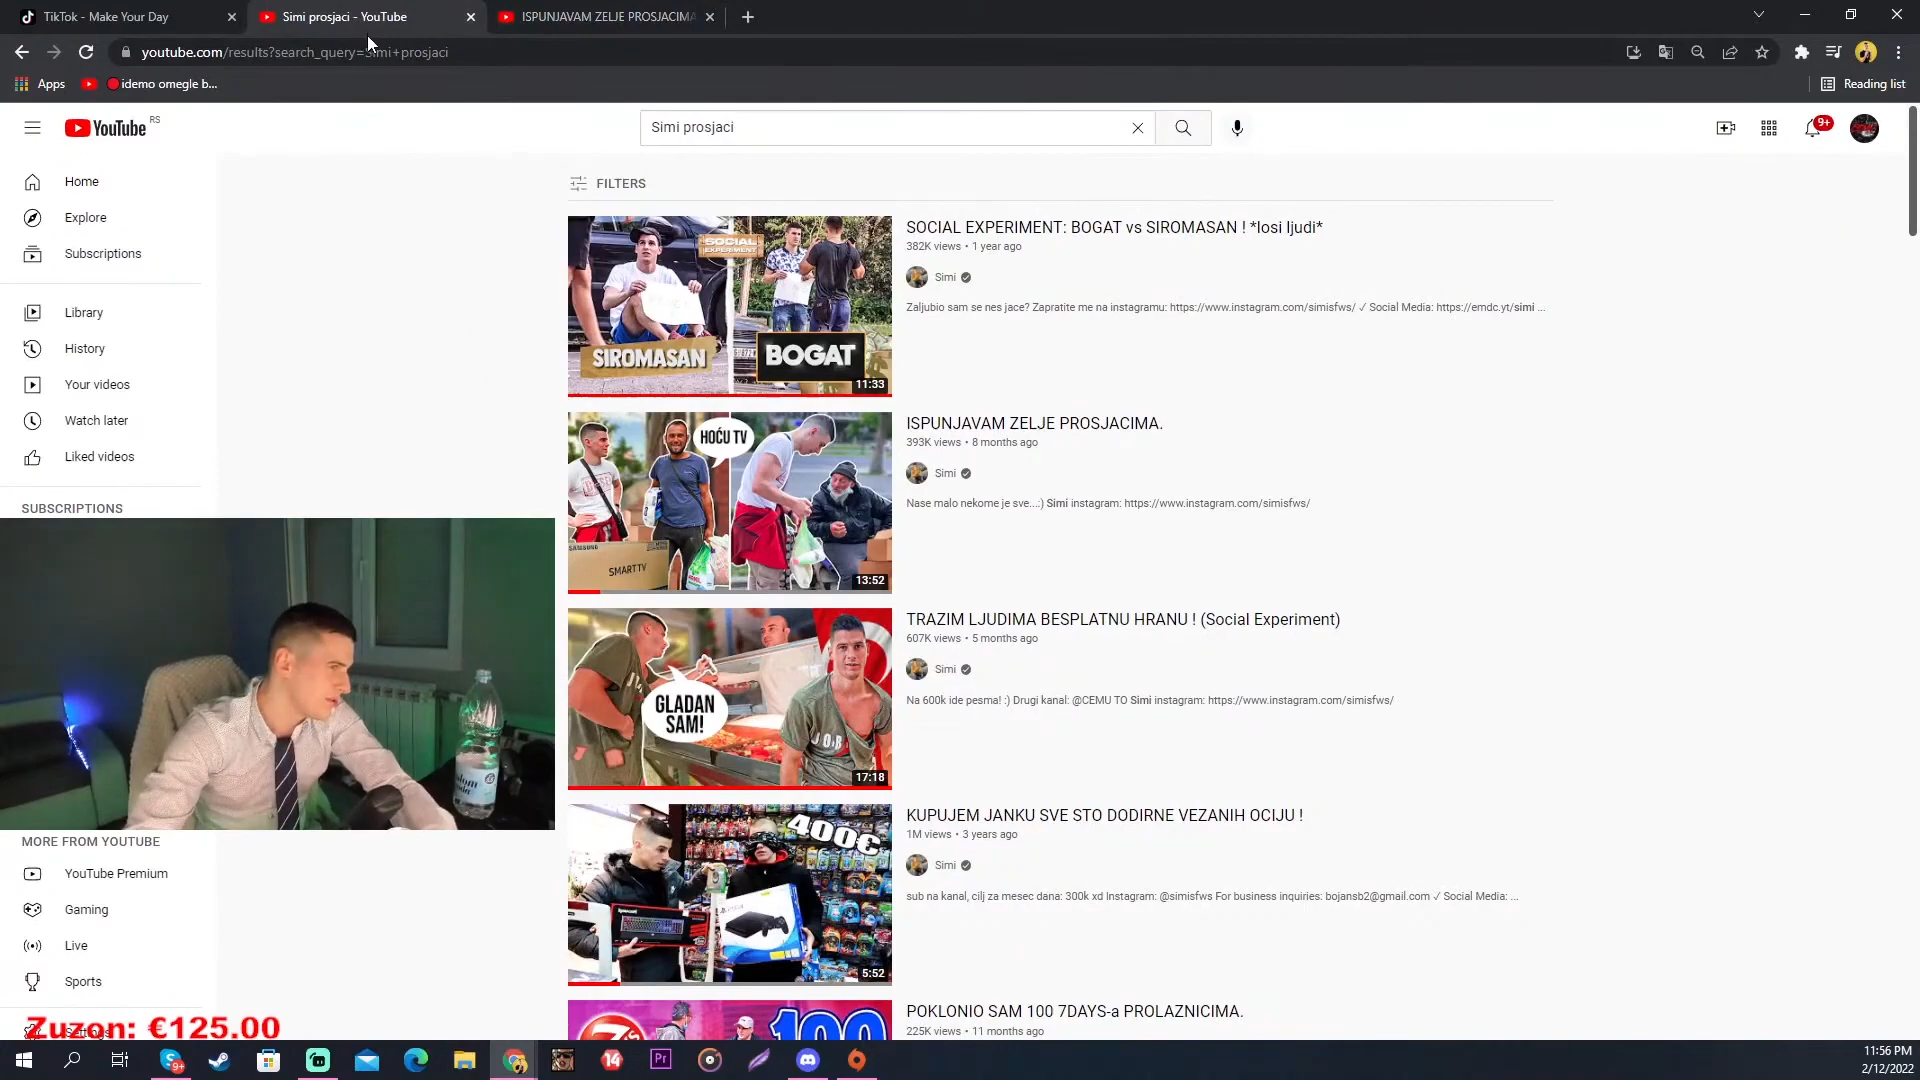 TikTok - Make Your Day
Simi prosjaci - YouTube
ISPUNJAVAM ZELJE PROSJACIMA
youtube.com/results?search_query=Simi+prosjaci
Apps
idemo omegle b...
Reading list
YouTube RS
Simi prosjaci
9+
Home
Explore
Subscriptions
Library
History
Your videos
Watch later
Liked videos
SUBSCRIPTIONS
MORE FROM YOUTUBE
YouTube Premium
Gaming
Live
Sports
Settings
Zuzon: €125.00
FILTERS
SOCIAL EXPERIMENT
SIROMASAN
BOGAT
11:33
SOCIAL EXPERIMENT: BOGAT vs SIROMASAN ! *losi ljudi*
382K views • 1 year ago
Simi
Zaljubio sam se nes jace? Zapratite me na instagramu: https://www.instagram.com/simisfws/ ✓ Social Media: https://emdc.yt/simi ...
HOĆU TV
SAMSUNG
SMART TV
13:52
ISPUNJAVAM ZELJE PROSJACIMA.
393K views • 8 months ago
Simi
Nase malo nekome je sve...:) Simi instagram: https://www.instagram.com/simisfws/
GLADAN
SAM!
17:18
TRAZIM LJUDIMA BESPLATNU HRANU ! (Social Experiment)
607K views • 5 months ago
Simi
Na 600k ide pesma! :) Drugi kanal: @CEMU TO Simi instagram: https://www.instagram.com/simisfws/
400€
5:52
KUPUJEM JANKU SVE STO DODIRNE VEZANIH OCIJU !
1M views • 3 years ago
Simi
sub na kanal, cilj za mesec dana: 300k xd Instagram: @simisfws For business inquiries: bojansb2@gmail.com ✓ Social Media: ...
100
POKLONIO SAM 100 7DAYS-a PROLAZNICIMA.
225K views • 11 months ago
9+
14
Pr
11:56 PM
2/12/2022